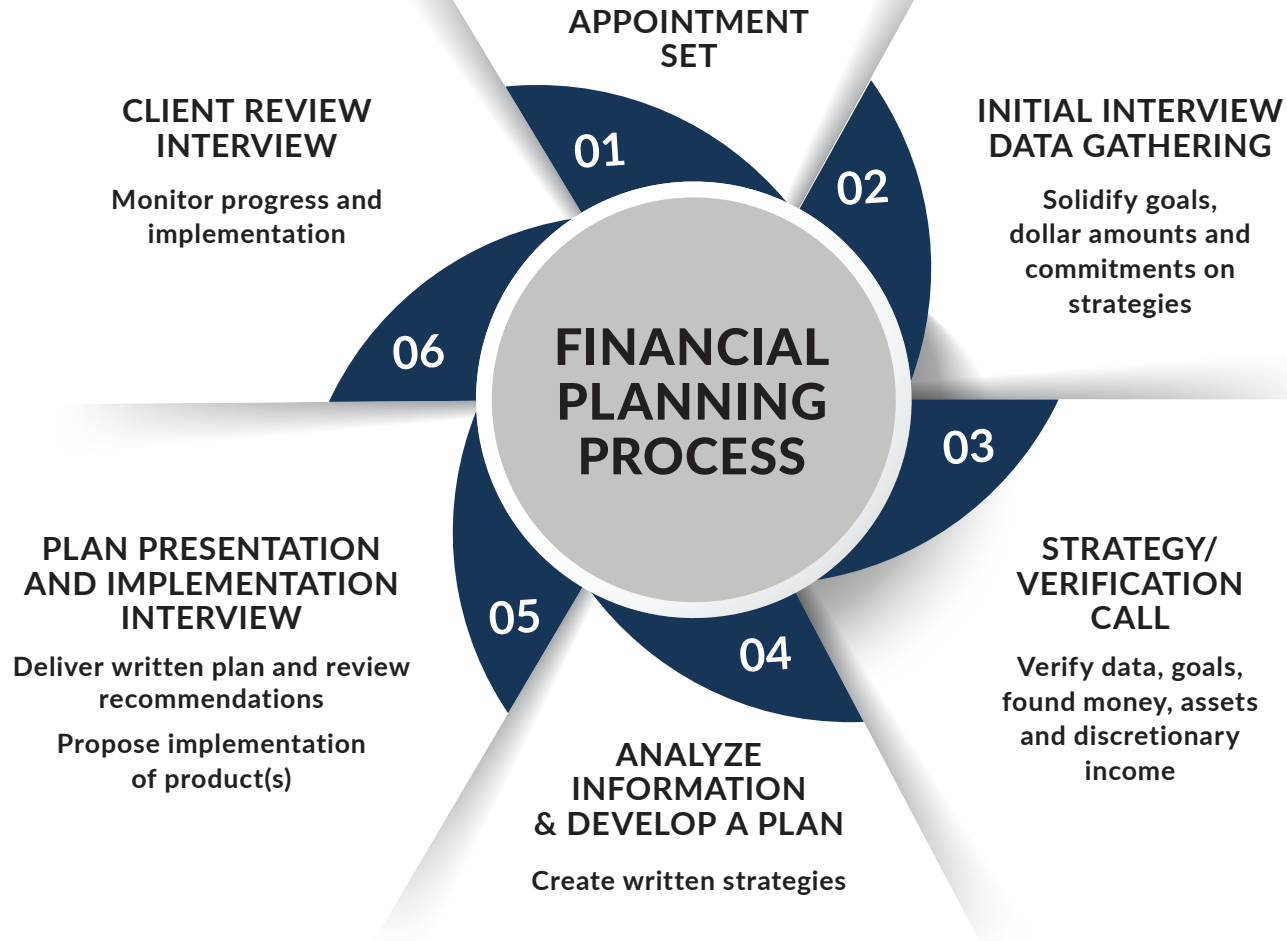 APPOINTMENT
SET
01
INITIAL INTERVIEW
DATA GATHERING
Solidify goals,
dollar amounts and
commitments on
strategies
02
STRATEGY/
VERIFICATION
CALL
Verify data, goals,
found money, assets
and discretionary
income
03
ANALYZE
INFORMATION
& DEVELOP A PLAN
Create written strategies
04
PLAN PRESENTATION
AND IMPLEMENTATION
INTERVIEW
Deliver written plan and review
recommendations
Propose implementation
of product(s)
05
CLIENT REVIEW
INTERVIEW
Monitor progress and
implementation
06
FINANCIAL
PLANNING
PROCESS